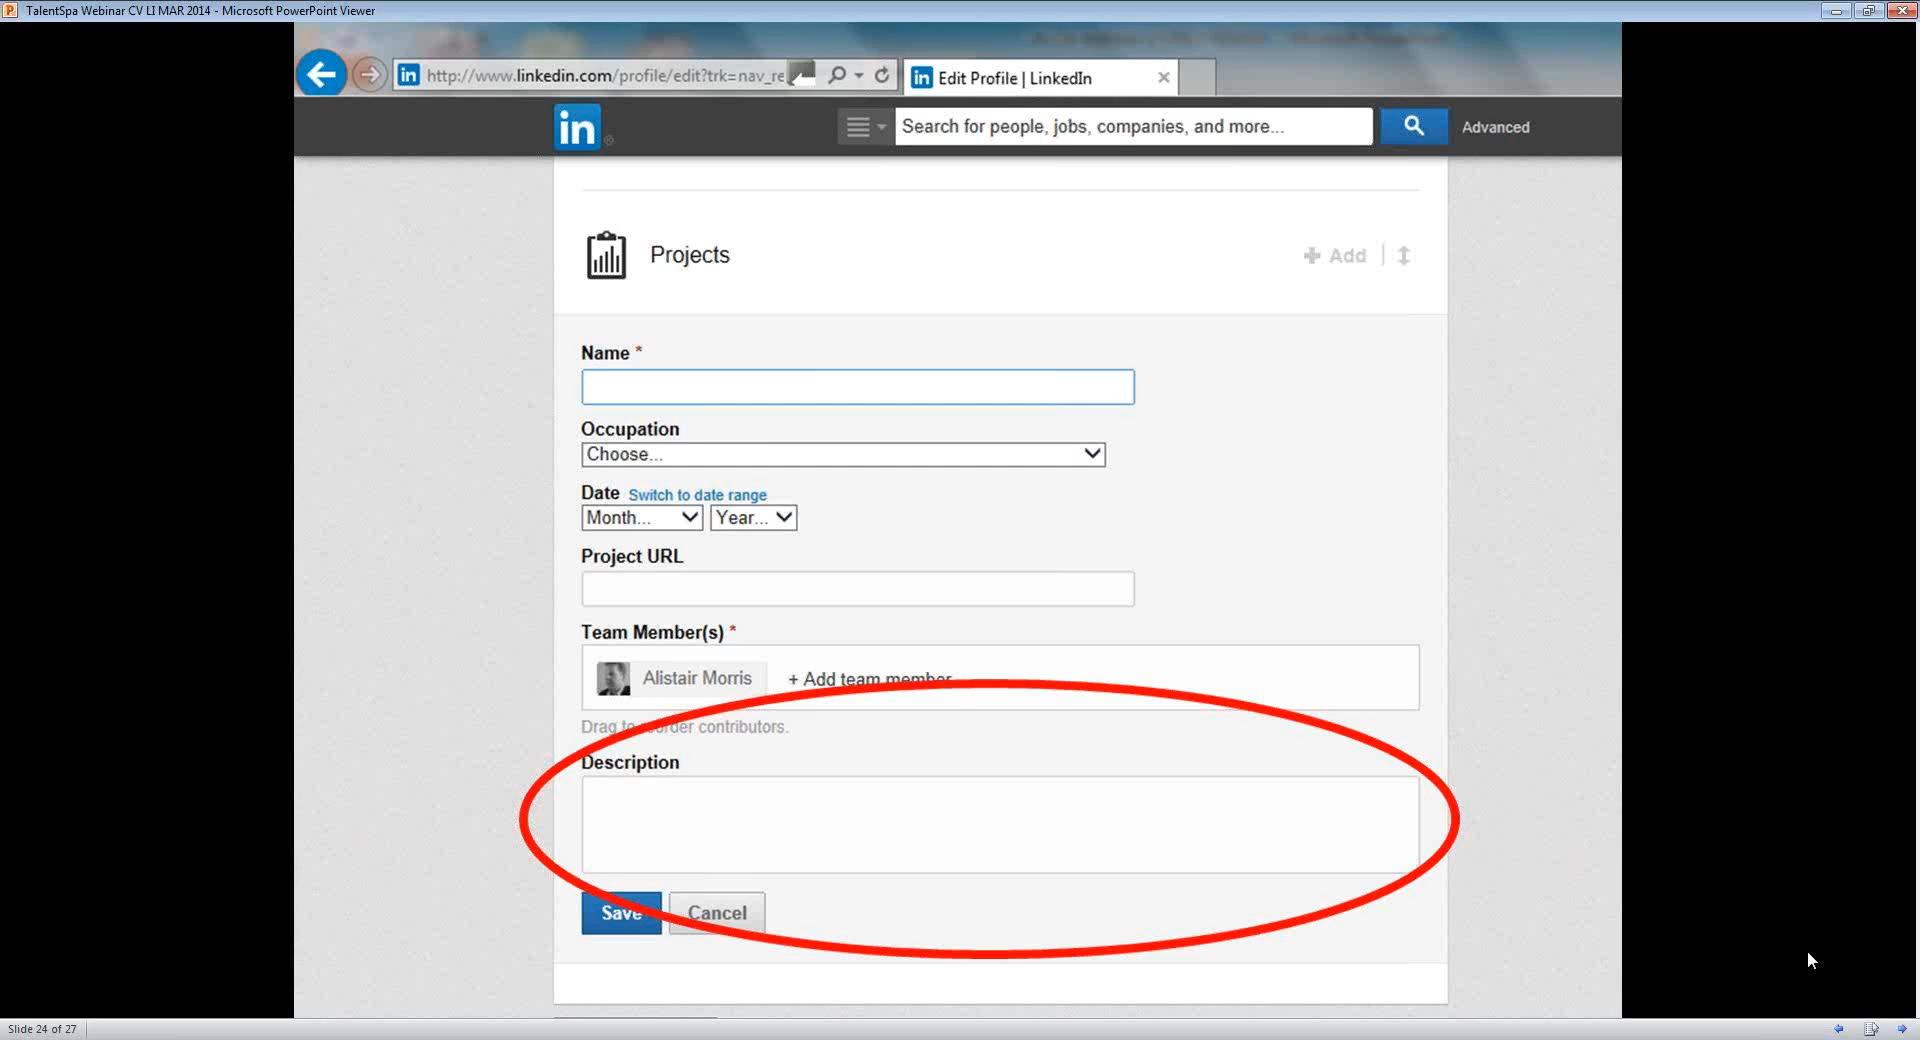 TalentSpa Webinar CV LI MAR 2014 - Microsoft PowerPoint Viewer
http://www.linkedin.com/profile/edit?trk=nav_re
in Edit Profile | LinkedIn
in
Search for people, jobs, companies, and more...
Advanced
Projects
Add
Name *
Occupation
Choose...
Date Switch to date range
Month... Year...
Project URL
Team Member(s) *
Alistair Morris + Add team member
Drag to reorder contributors.
Description
Save Cancel
Slide 24 of 27